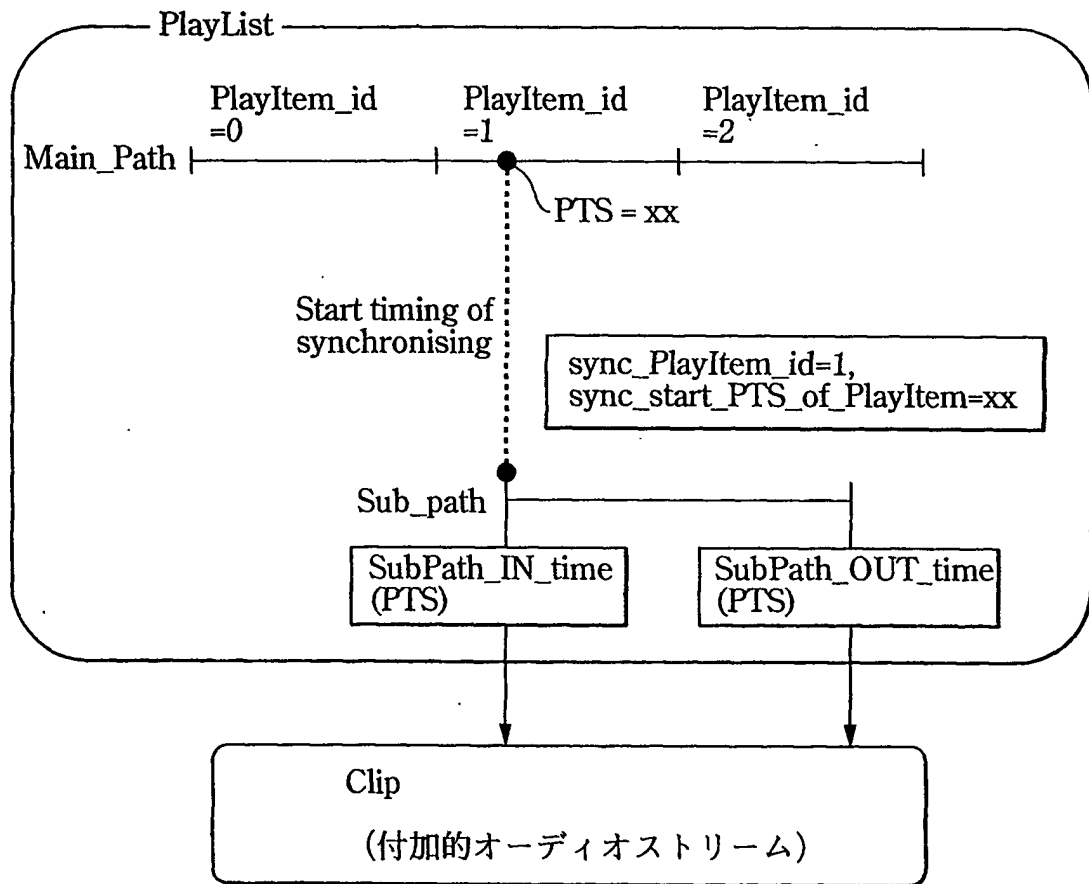 PlayList
PlayItem_id
=0
PlayItem_id
=1
PlayItem_id
=2
Main_Path
PTS = xx
Start timing of
synchronising
sync_PlayItem_id=1,
sync_start_PTS_of_PlayItem=xx
Sub_path
SubPath_IN_time
(PTS)
SubPath_OUT_time
(PTS)
Clip
(付加的オーディオストリーム)